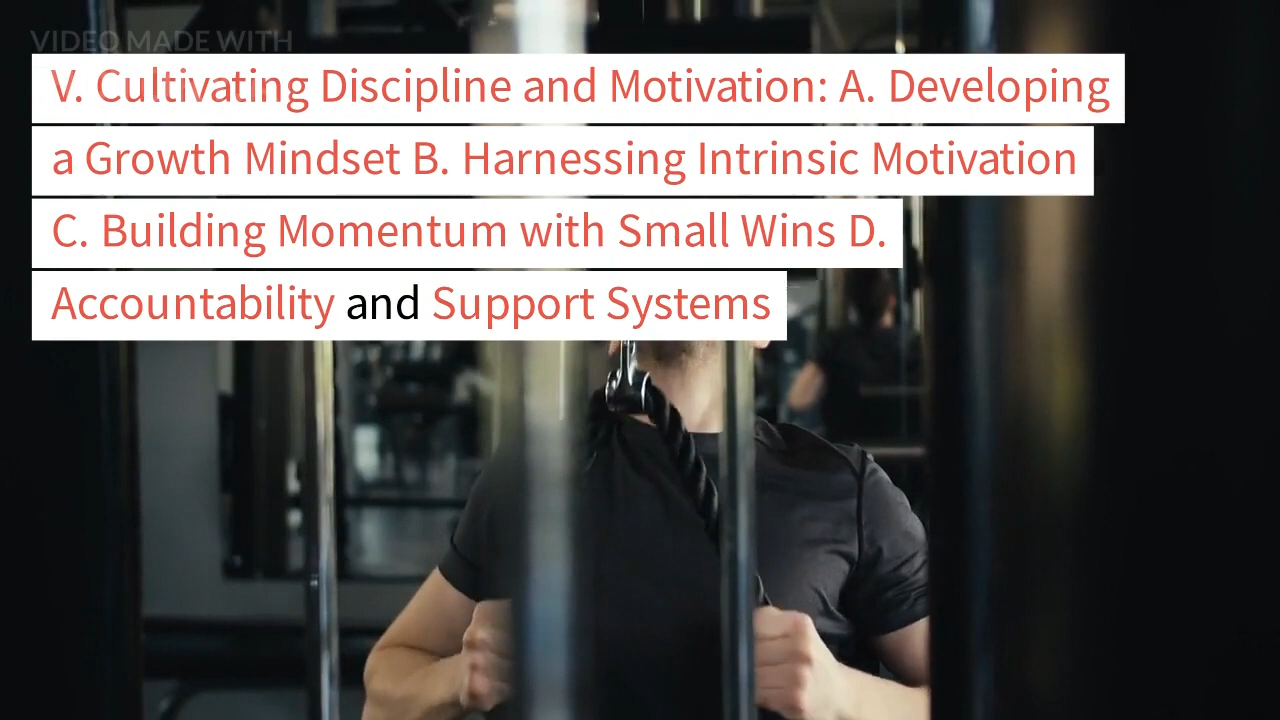 VIDEO MADE WITH
V. Cultivating Discipline and Motivation: A. Developing
a Growth Mindset B. Harnessing Intrinsic Motivation
C. Building Momentum with Small Wins D.
Accountability and Support Systems